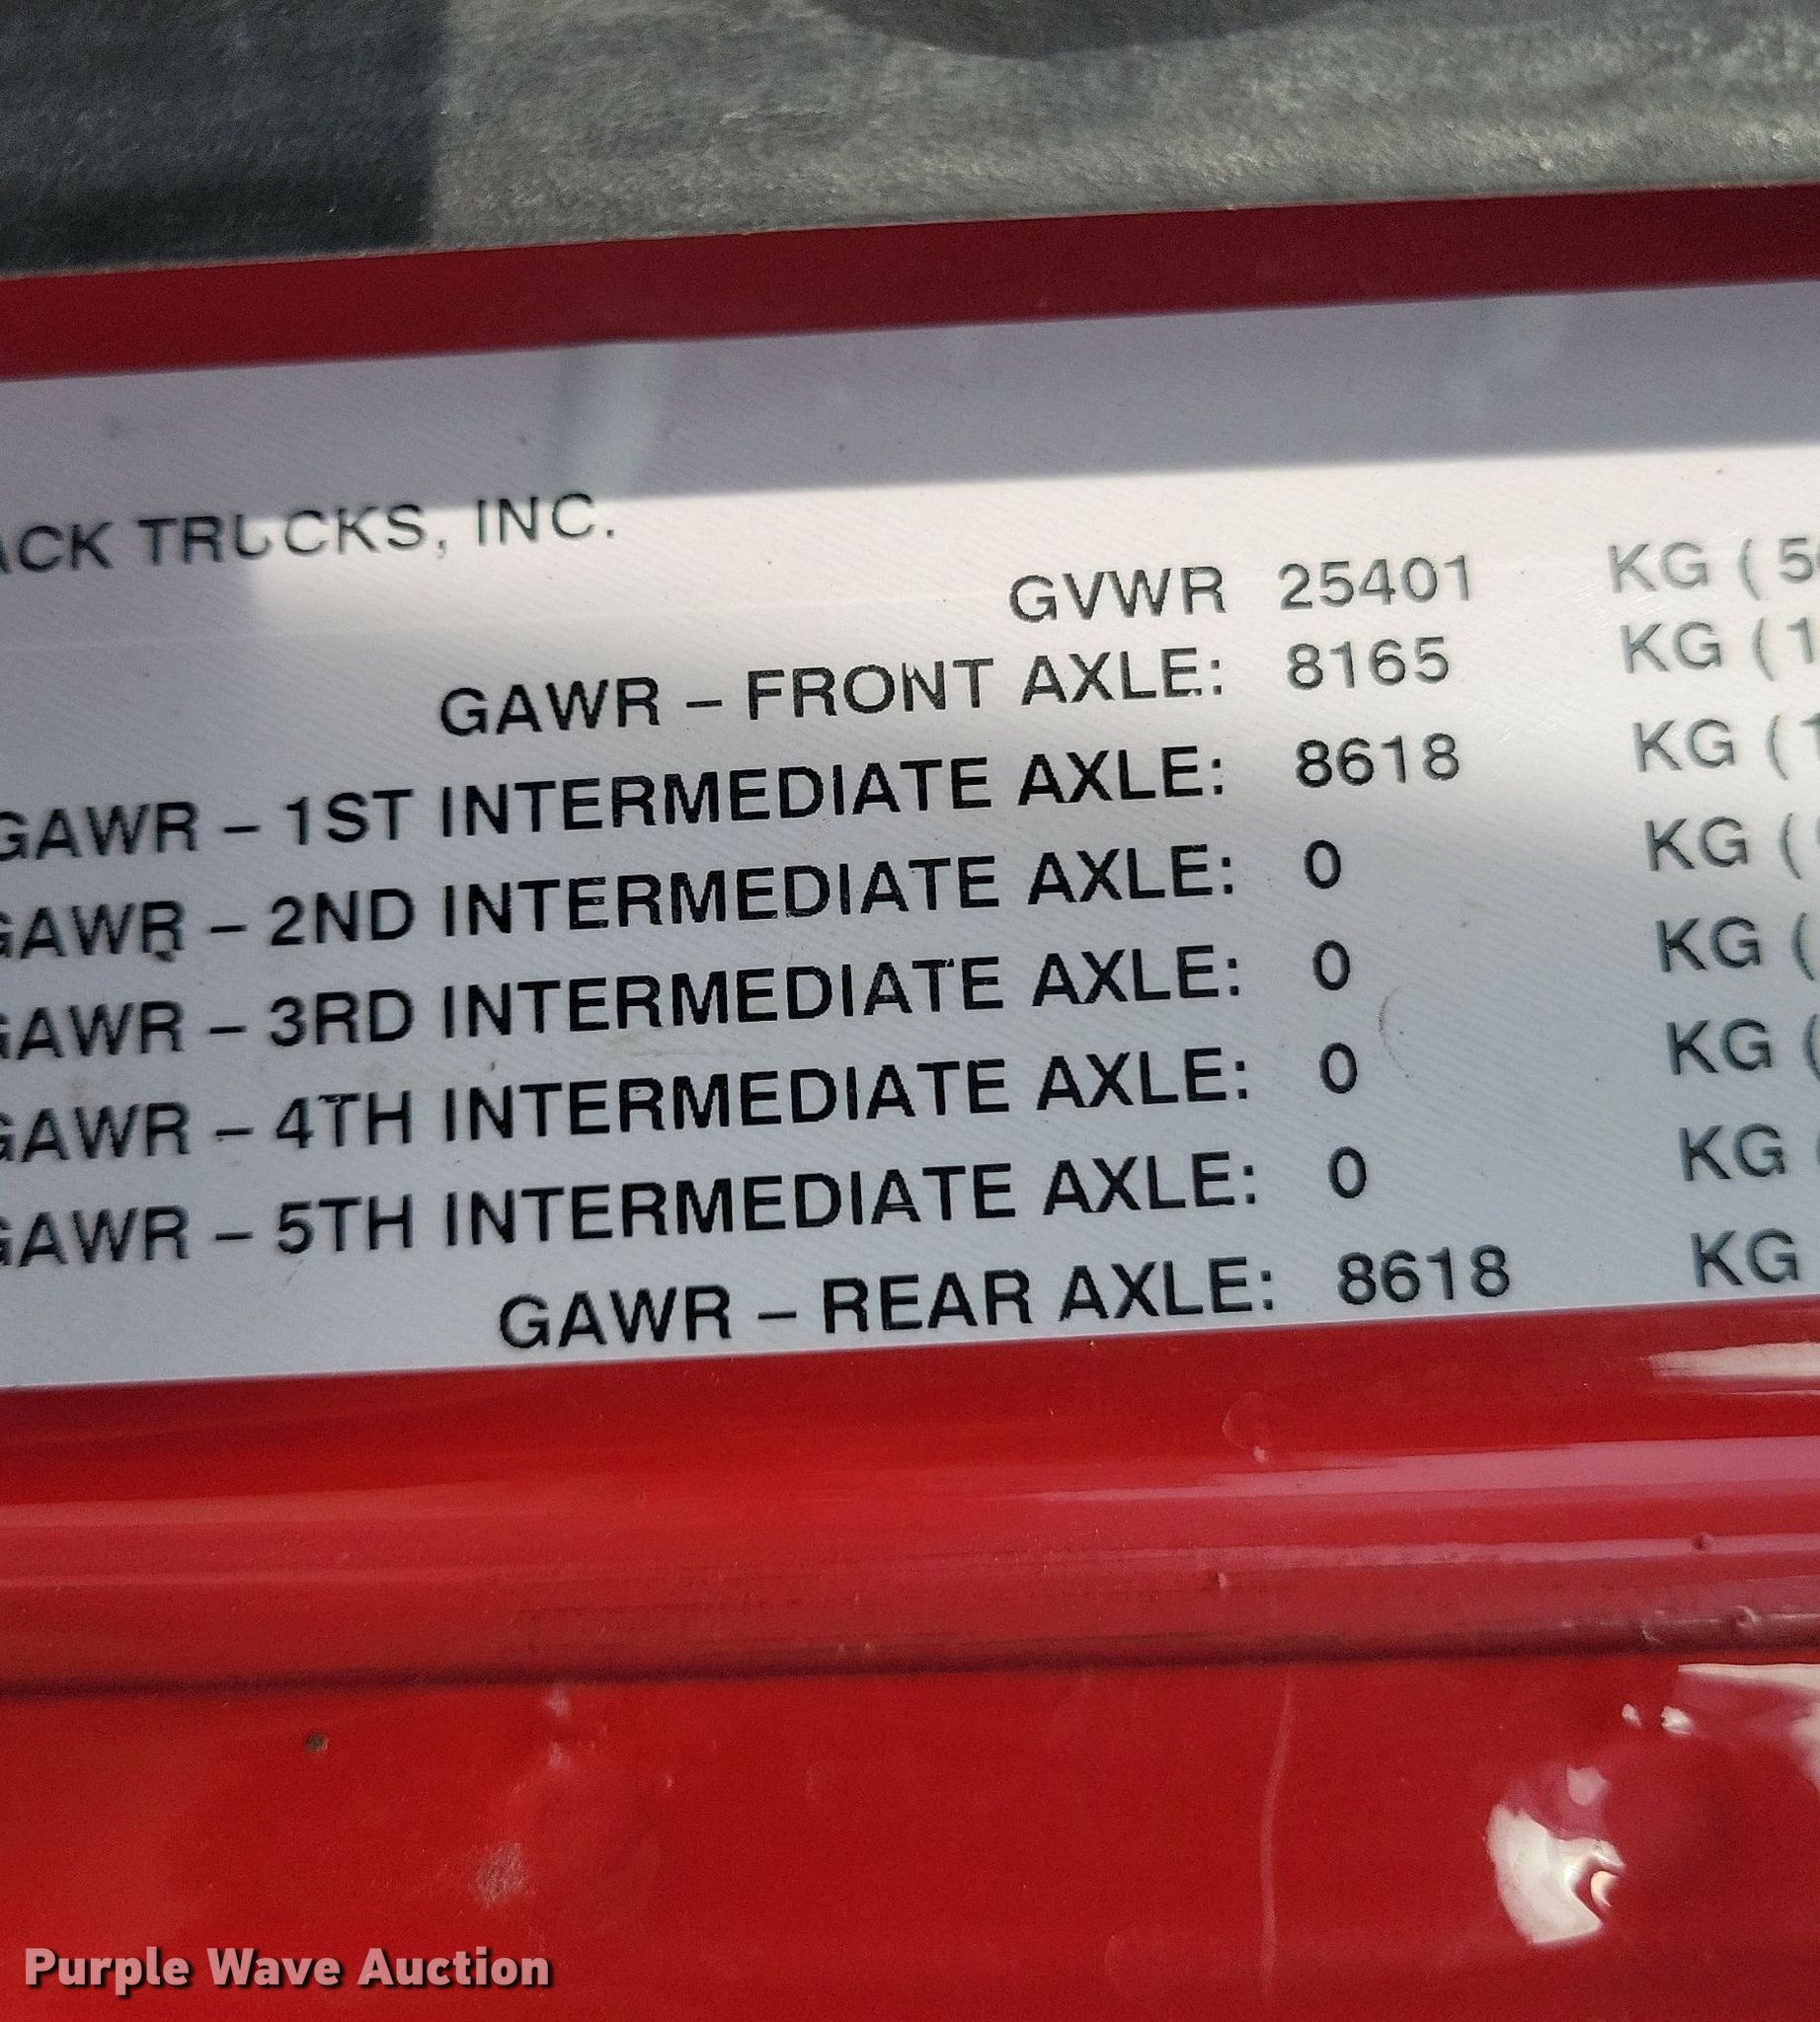 ACK TRUCKS, INC.
GVWR 25401 KG ( 5
GAWR – FRONT AXLE: 8165 KG ( 1
GAWR – 1ST INTERMEDIATE AXLE: 8618 KG ( 1
GAWR – 2ND INTERMEDIATE AXLE: 0 KG (
GAWR – 3RD INTERMEDIATE AXLE: 0 KG (
GAWR – 4TH INTERMEDIATE AXLE: 0 KG (
GAWR – 5TH INTERMEDIATE AXLE: 0 KG
GAWR – REAR AXLE: 8618 KG
Purple Wave Auction